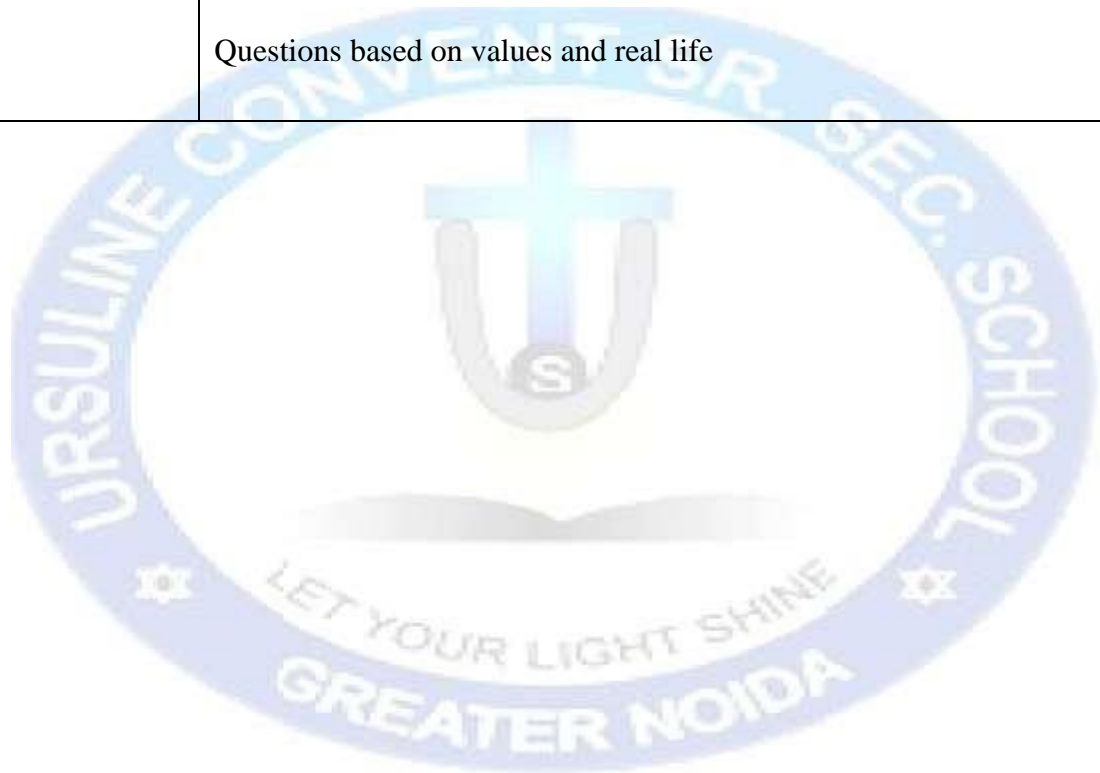 Questions based on values and real life
URSULINE CONVENT SR. SEC. SCHOOL
S
LET YOUR LIGHT SHINE
GREATER NOIDA